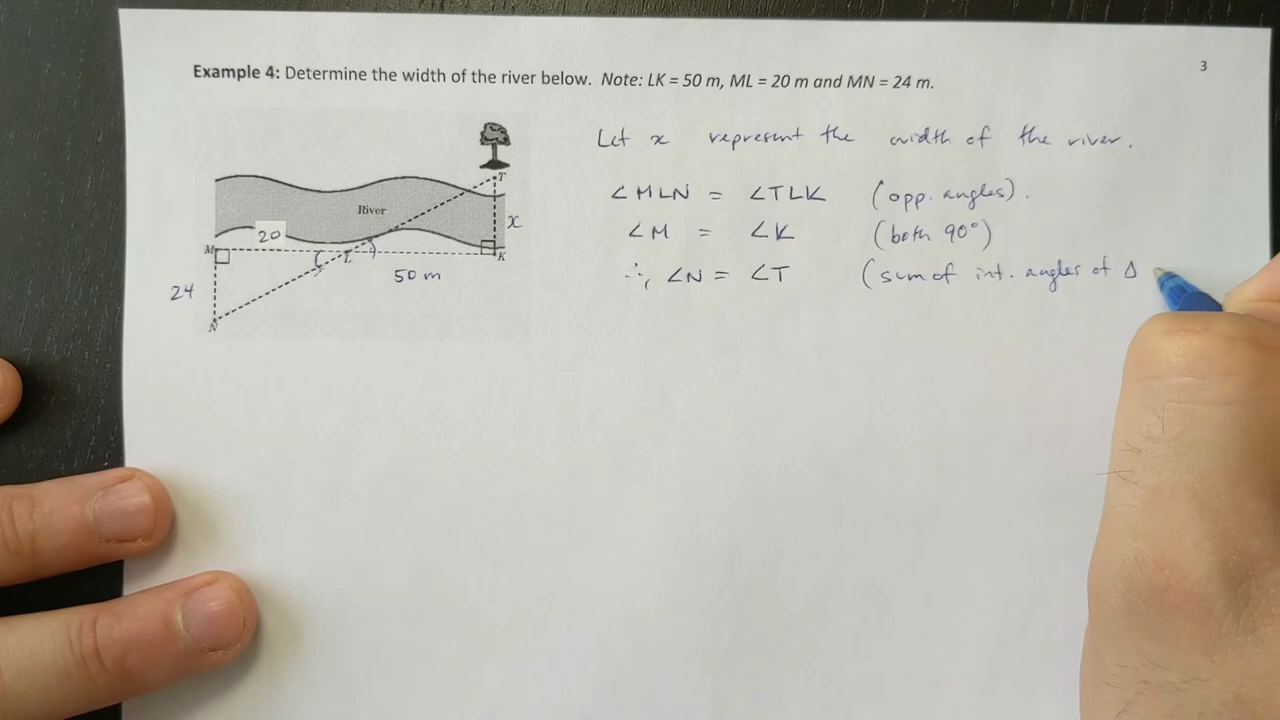 3
Example 4: Determine the width of the river below. Note: LK = 50 m, ML = 20 m and MN = 24 m.
Let x represent the width of the river.
∠MLN = ∠TLK (opp. angles).
∠M = ∠K (both 90°)
∴, ∠N = ∠T (sum of int. angles of Δ
T
River
x
20
M
L
K
50 m
24
N